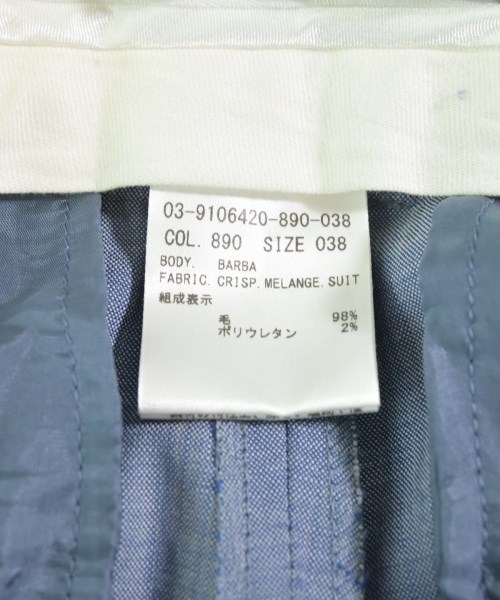 03-9106420-890-038
COL. 890 SIZE 038
BODY. BARBA
FABRIC. CRISP. MELANGE. SUIT
組成表示
毛 98%
ポリウレタン 2%